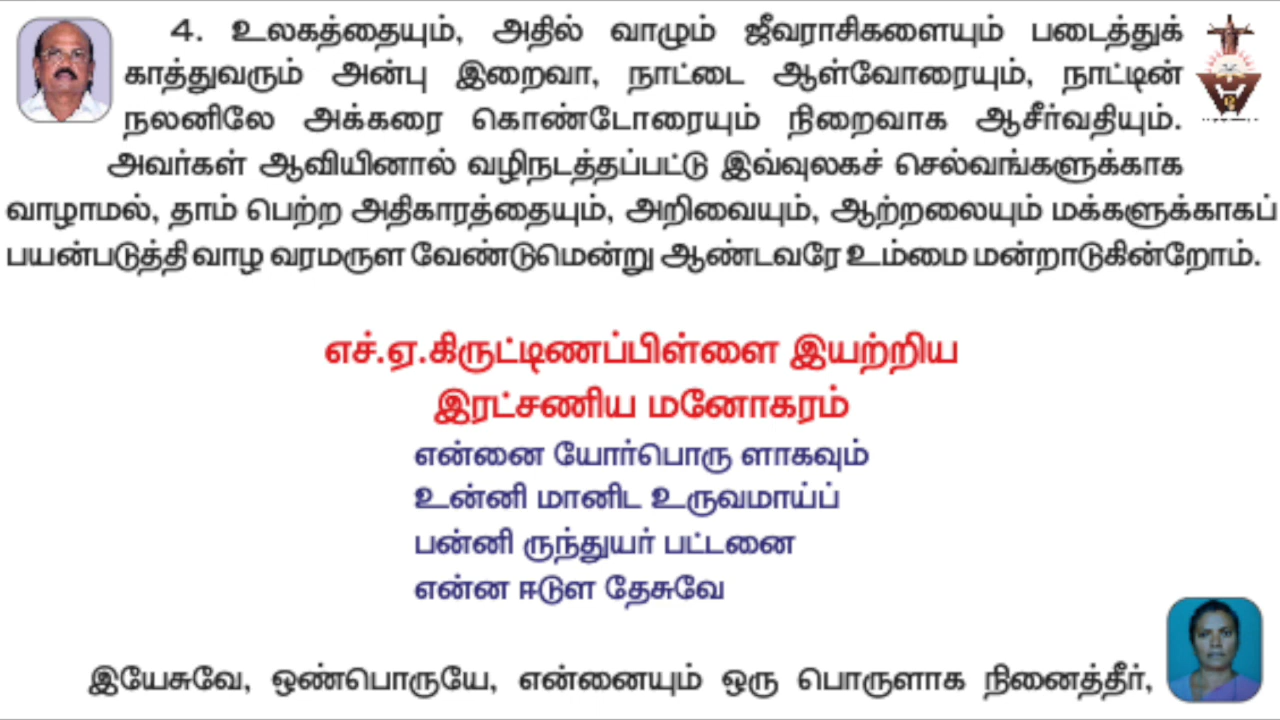 4. உலகத்தையும், அதில் வாழும் ஜீவராசிகளையும் படைத்துக்
காத்துவரும் அன்பு இறைவா, நாட்டை ஆள்வோரையும், நாட்டின்
நலனிலே அக்கரை கொண்டோரையும் நிறைவாக ஆசீர்வதியும்.
அவர்கள் ஆவியினால் வழிநடத்தப்பட்டு இவ்வுலகச் செல்வங்களுக்காக
வாழாமல், தாம் பெற்ற அதிகாரத்தையும், அறிவையும், ஆற்றலையும் மக்களுக்காகப்
பயன்படுத்தி வாழ வரமருள வேண்டுமென்று ஆண்டவரே உம்மை மன்றாடுகின்றோம்.
எச்.ஏ.கிருட்டிணப்பிள்ளை இயற்றிய
இரட்சணிய மனோகரம்
என்னை யோர்பொரு ளாகவும்
உன்னி மானிட உருவமாய்ப்
பன்னி ருந்துயர் பட்டனை
என்ன ஈடுள தேசுவே
இயேசுவே, ஒண்பொருயே, என்னையும் ஒரு பொருளாக நினைத்தீர்,